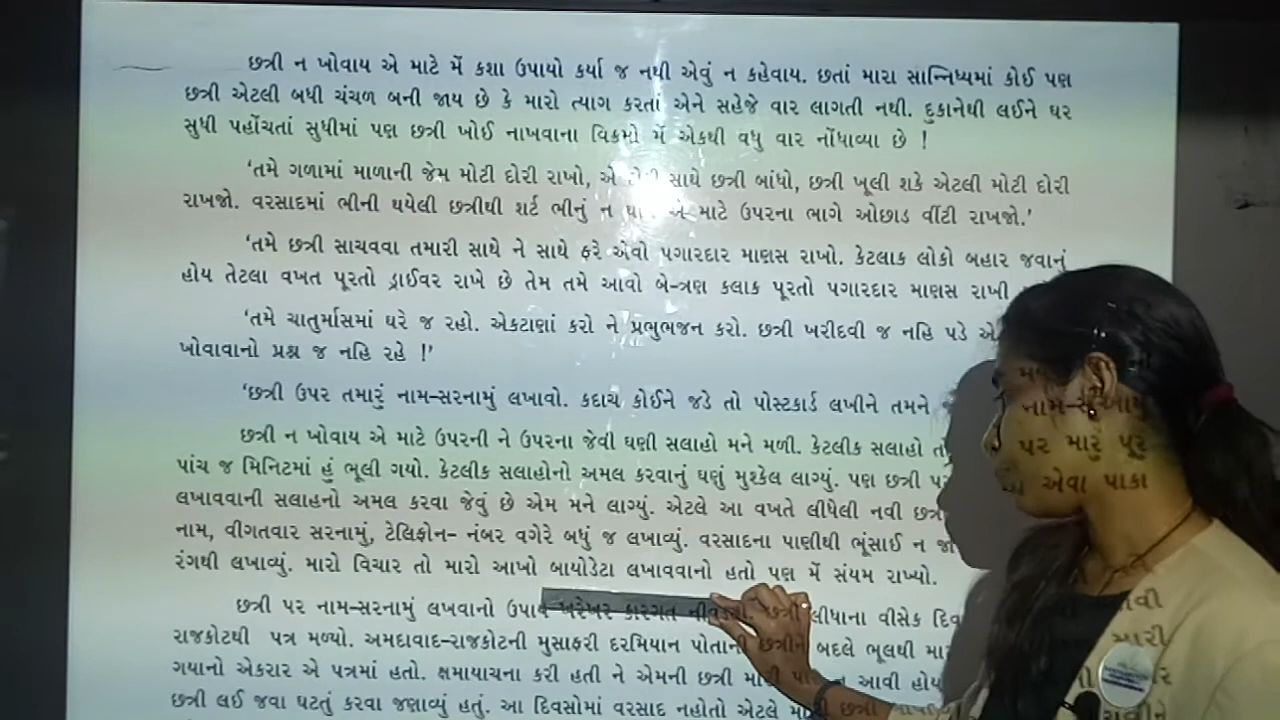 છત્રી ન ખોવાય એ માટે મેં કશા ઉપાયો કર્યા જ નથી એવું ન કહેવાય. છતાં મારા સાન્નિધ્યમાં કોઈ પણ
છત્રી એટલી બધી ચંચળ બની જાય છે કે મારો ત્યાગ કરતાં એને સહેજે વાર લાગતી નથી. દુકાનેથી લઈને ઘર
સુધી પહોંચતાં સુધીમાં પણ છત્રી ખોઈ નાખવાના વિક્રમો મેં એકથી વધુ વાર નોંધાવ્યા છે !
'તમે ગળામાં માળાની જેમ મોટી દોરી રાખો, એ સાથે છત્રી બાંધો, છત્રી ખૂલી શકે એટલી મોટી દોરી
રાખજો. વરસાદમાં ભીની થયેલી છત્રીથી શર્ટ ભીનું ન એ માટે ઉપરના ભાગે ઓછાડ વીંટી રાખજો.'
'તમે છત્રી સાચવવા તમારી સાથે ને સાથે ફરે એવો પગારદાર માણસ રાખો. કેટલાક લોકો બહાર જવાનું
હોય તેટલા વખત પૂરતો ડ્રાઈવર રાખે છે તેમ તમે આવો બે-ત્રણ કલાક પૂરતો પગારદાર માણસ રાખી
'તમે ચાતુર્માસમાં ઘરે જ રહો. એકટાણાં કરો ને પ્રભુભજન કરો. છત્રી ખરીદવી જ નહિ પડે
ખોવાવાનો પ્રશ્ન જ નહિ રહે !'
'છત્રી ઉપર તમારું નામ-સરનામું લખાવો. કદાચ કોઈને જડે તો પોસ્ટકાર્ડ લખીને તમને
છત્રી ન ખોવાય એ માટે ઉપરની ને ઉપરના જેવી ઘણી સલાહો મને મળી. કેટલીક સલાહો તો
પાંચ જ મિનિટમાં હું ભૂલી ગયો. કેટલીક સલાહોનો અમલ કરવાનું ઘણું મુશ્કેલ લાગ્યું. પણ છત્રી પર
લખાવવાની સલાહનો અમલ કરવા જેવું છે એમ મને લાગ્યું. એટલે આ વખતે લીધેલી નવી
નામ, વીગતવાર સરનામું, ટેલિફોન- નંબર વગેરે બધું જ લખાવ્યું. વરસાદના પાણીથી ભૂંસાઈ ન
રંગથી લખાવ્યું. મારો વિચાર તો મારો આખો બાયોડેટા લખાવવાનો હતો પણ મેં સંયમ રાખ્યો.
છત્રી પર નામ-સરનામું લખવાનો ઉપાય ખરેખર કારગત નીવડ્યો. છત્રી લીધાના વીસેક
રાજકોટથી પત્ર મળ્યો. અમદાવાદ-રાજકોટની મુસાફરી દરમિયાન પોતાની છત્રીને બદલે ભૂલથી
ગયાનો એકરાર એ પત્રમાં હતો. ક્ષમાયાચના કરી હતી ને એમની છત્રી મારી ન આવી હોય
છત્રી લઈ જવા ઘટતું કરવા જણાવ્યું હતું. આ દિવસોમાં વરસાદ નહોતો એટલે મારી છત્રી